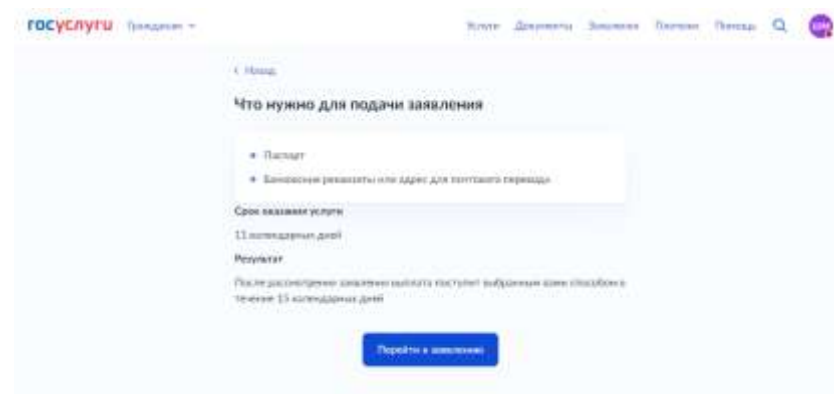 госуслуги Гражданам
Услуги Документы Заявления Платежи Помощь
Назад
Что нужно для подачи заявления
Паспорт
Банковские реквизиты или адрес для почтового перевода
Срок оказания услуги
11 календарных дней
Результат
После рассмотрения заявления выплата поступит выбранным вами способом в
течение 15 календарных дней
Перейти к заявлению